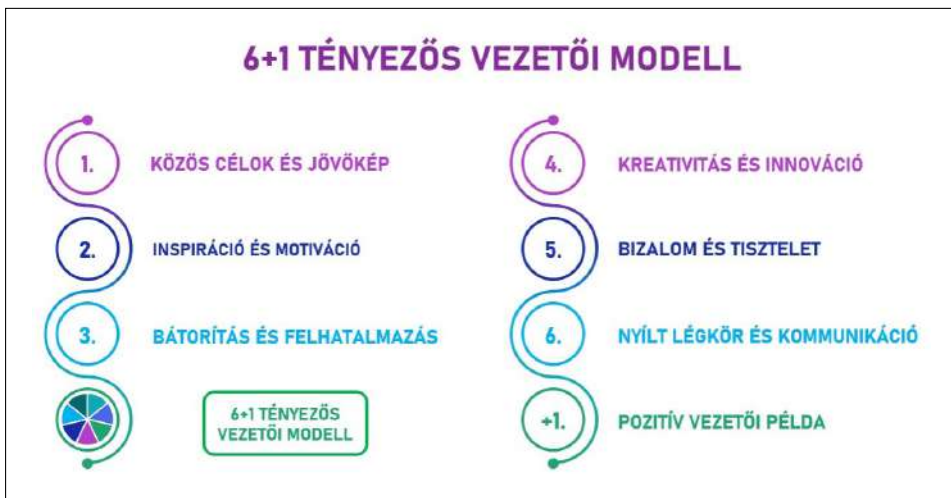 6+1 TÉNYEZŐS VEZETŐI MODELL
1.
KÖZÖS CÉLOK ÉS JÖVŐKÉP
2.
INSPIRÁCIÓ ÉS MOTIVÁCIÓ
3.
BÁTORÍTÁS ÉS FELHATALMAZÁS
6+1 TÉNYEZŐS
VEZETŐI MODELL
4.
KREATIVITÁS ÉS INNOVÁCIÓ
5.
BIZALOM ÉS TISZTELET
6.
NYÍLT LÉGKÖR ÉS KOMMUNIKÁCIÓ
+1.
POZITÍV VEZETŐI PÉLDA